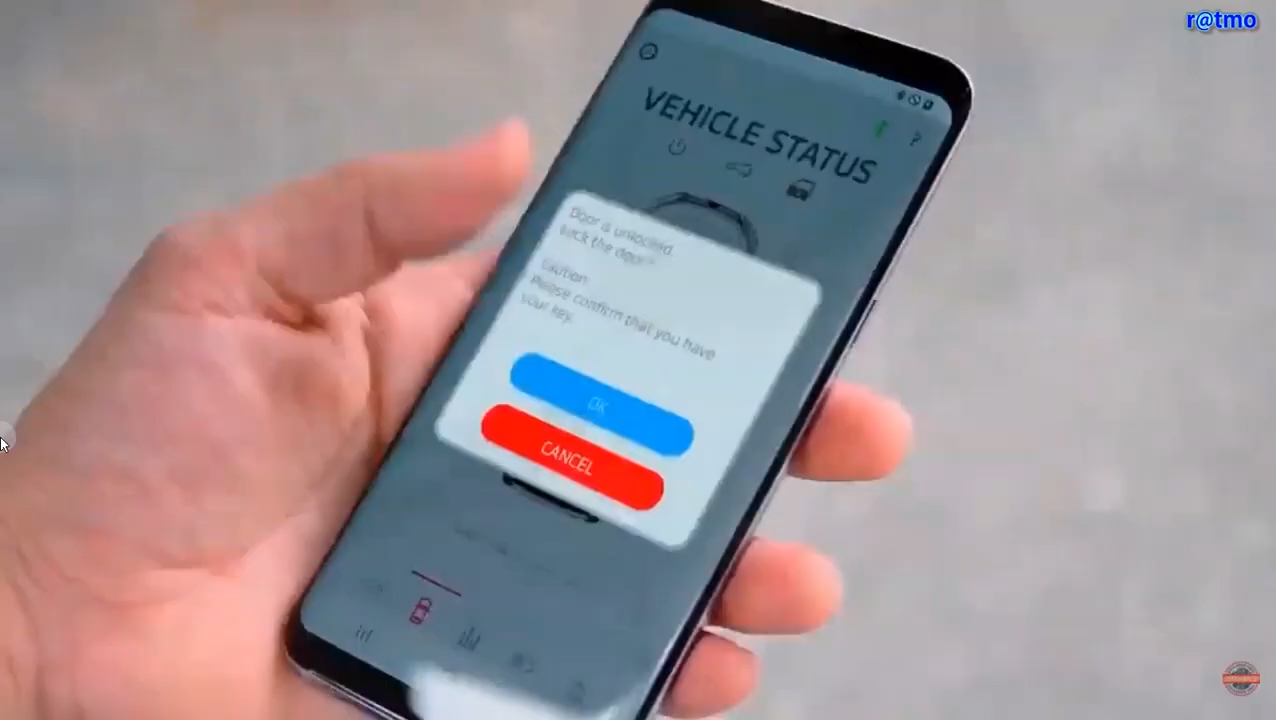 r@tmo
VEHICLE STATUS
?
Door is unlocked.
Lock the door?
Caution
Please confirm that you have
your key.
OK
CANCEL